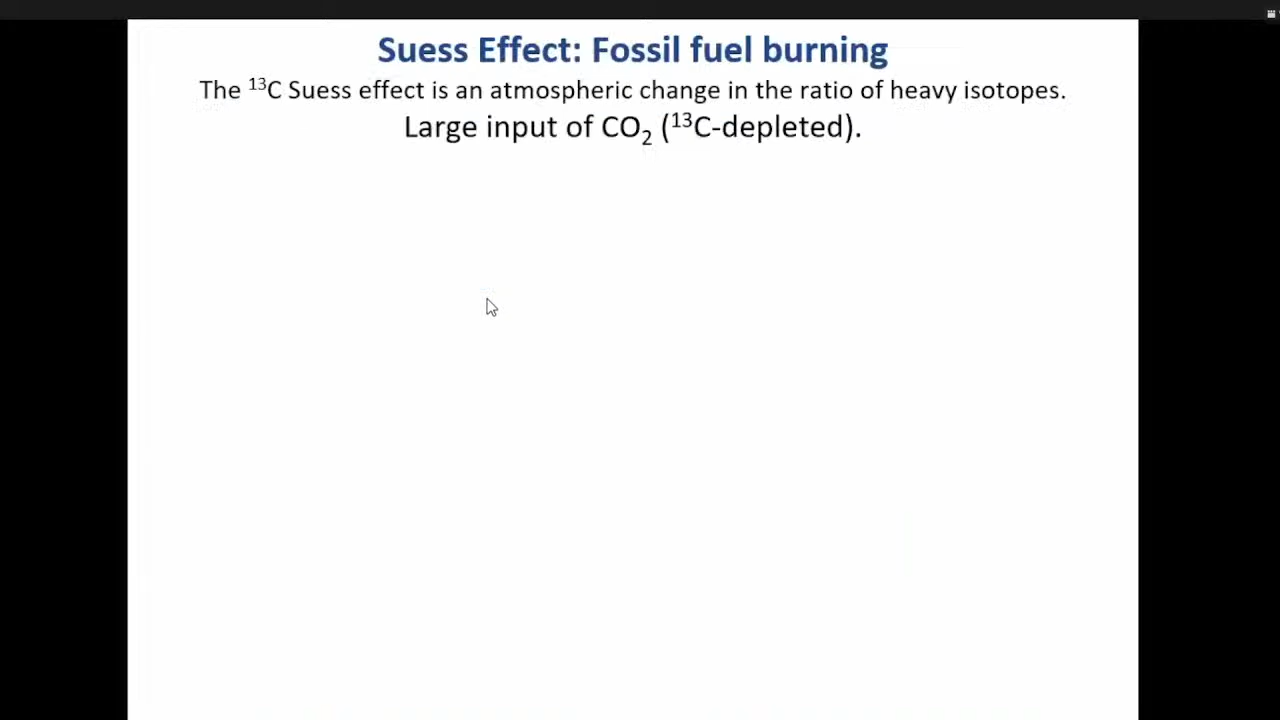 Suess Effect: Fossil fuel burning
The ¹³C Suess effect is an atmospheric change in the ratio of heavy isotopes.
Large input of CO₂ (¹³C-depleted).